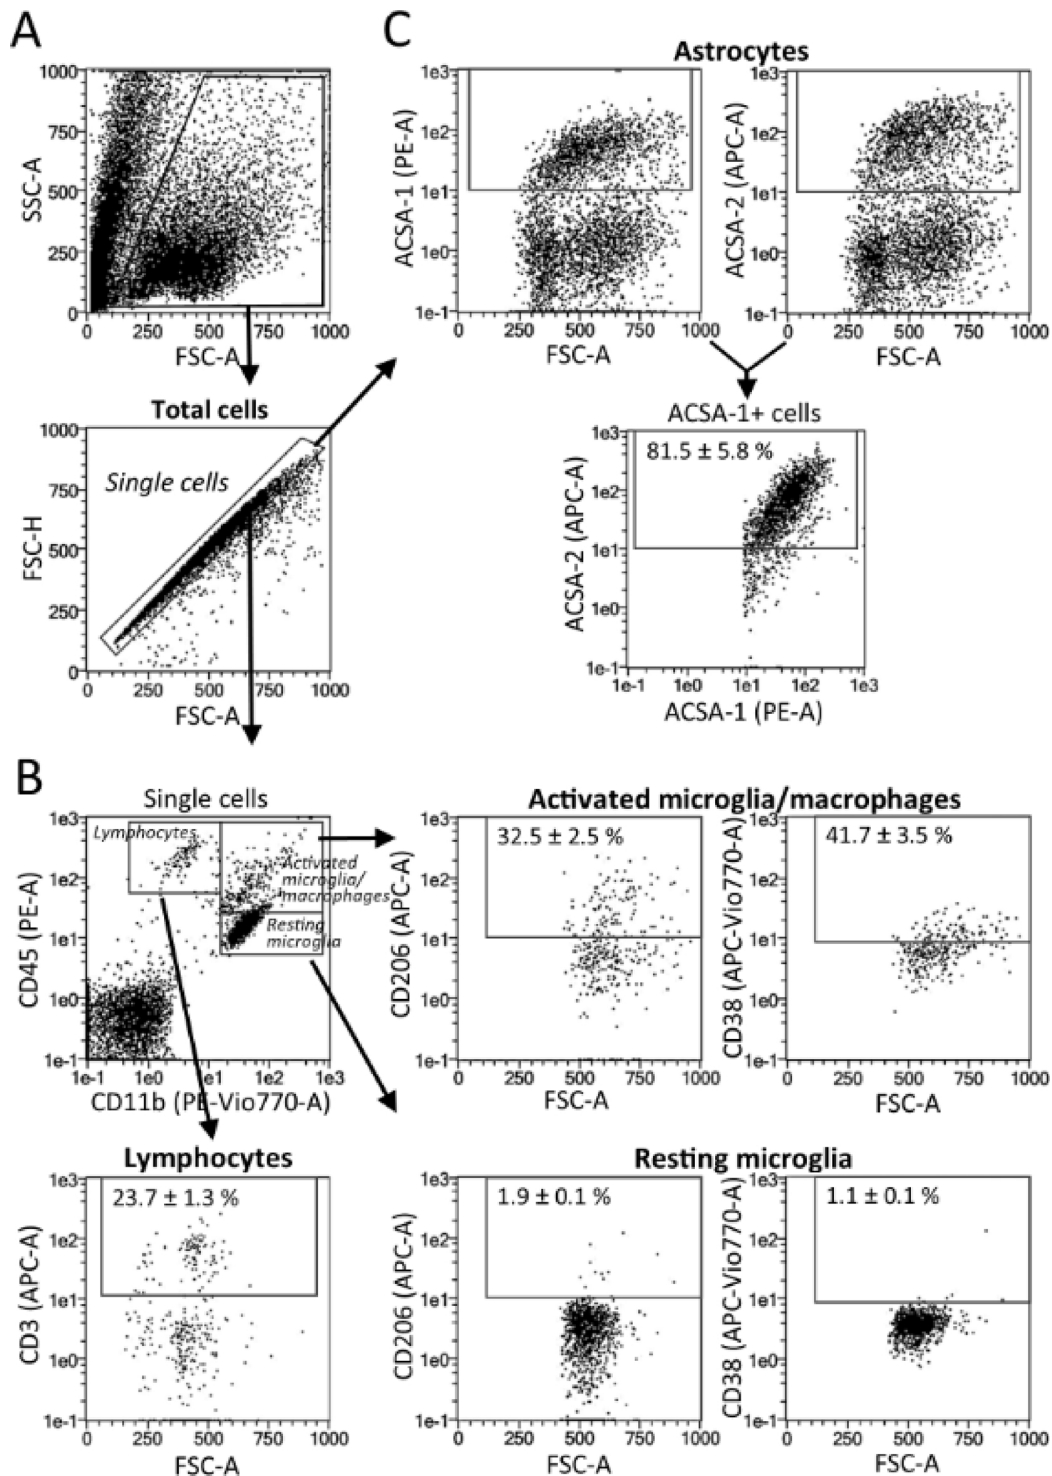 A
SSC-A
1000
750
500
250
0
0 250 500 750 1000
FSC-A
Total cells
Single cells
FSC-H
1000
750
500
250
0
0 250 500 750 1000
FSC-A
C
Astrocytes
ACSA-1 (PE-A)
1e3
1e2
1e1
1e0
1e-1
0 250 500 750 1000
FSC-A
ACSA-2 (APC-A)
1e3
1e2
1e1
1e0
1e-1
0 250 500 750 1000
FSC-A
ACSA-1+ cells
81.5 ± 5.8 %
ACSA-2 (APC-A)
1e3
1e2
1e1
1e0
1e-1
1e-1 1e0 1e1 1e2 1e3
ACSA-1 (PE-A)
B
Single cells
Lymphocytes
Activated
microglia/
macrophages
Resting
microglia
CD45 (PE-A)
1e3
1e2
1e1
1e0
1e-1
1e-1 1e0 1e1 1e2 1e3
CD11b (PE-Vio770-A)
Activated microglia/macrophages
32.5 ± 2.5 %
CD206 (APC-A)
1e3
1e2
1e1
1e0
1e-1
0 250 500 750 1000
FSC-A
41.7 ± 3.5 %
CD38 (APC-Vio770-A)
1e3
1e2
1e1
1e0
1e-1
0 250 500 750 1000
FSC-A
Lymphocytes
23.7 ± 1.3 %
CD3 (APC-A)
1e3
1e2
1e1
1e0
1e-1
0 250 500 750 1000
FSC-A
Resting microglia
1.9 ± 0.1 %
CD206 (APC-A)
1e3
1e2
1e1
1e0
1e-1
0 250 500 750 1000
FSC-A
1.1 ± 0.1 %
CD38 (APC-Vio770-A)
1e3
1e2
1e1
1e0
1e-1
0 250 500 750 1000
FSC-A